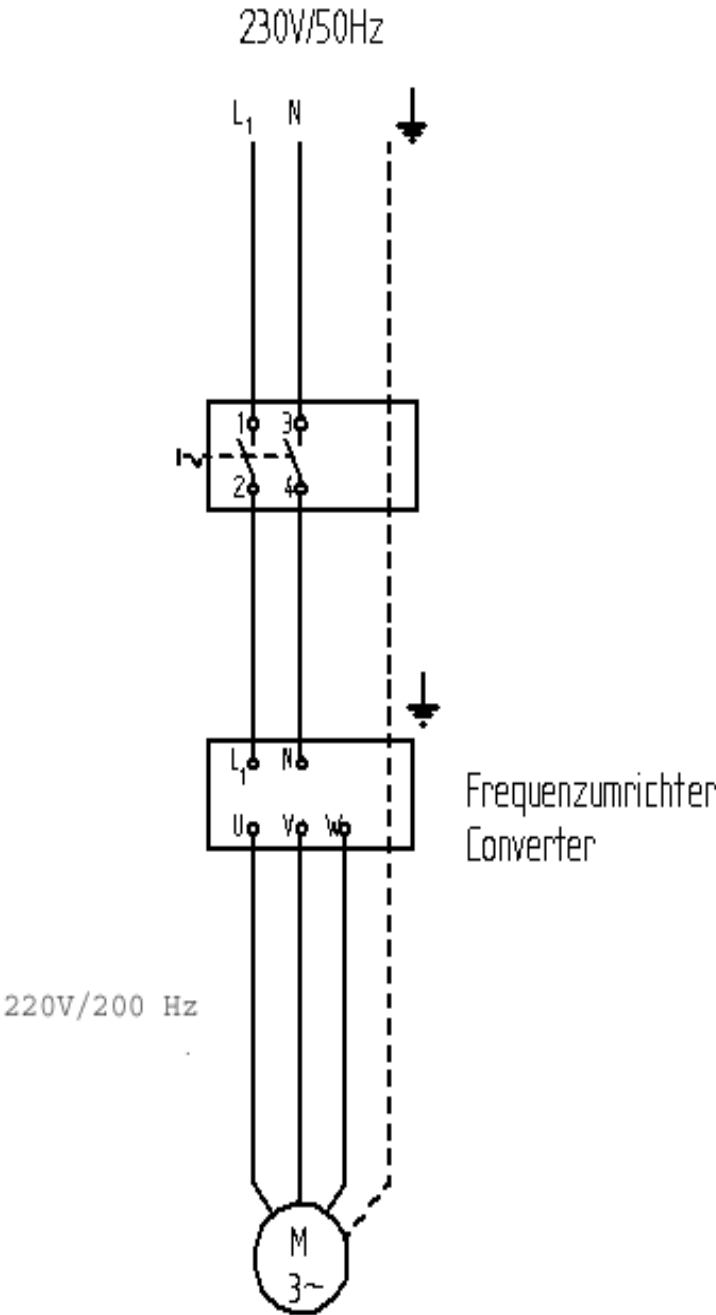 230V/50Hz
L1 N
1 3
2 4
L1 N
U V W
Frequenzumrichter
Converter
220V/200 Hz
M
3~